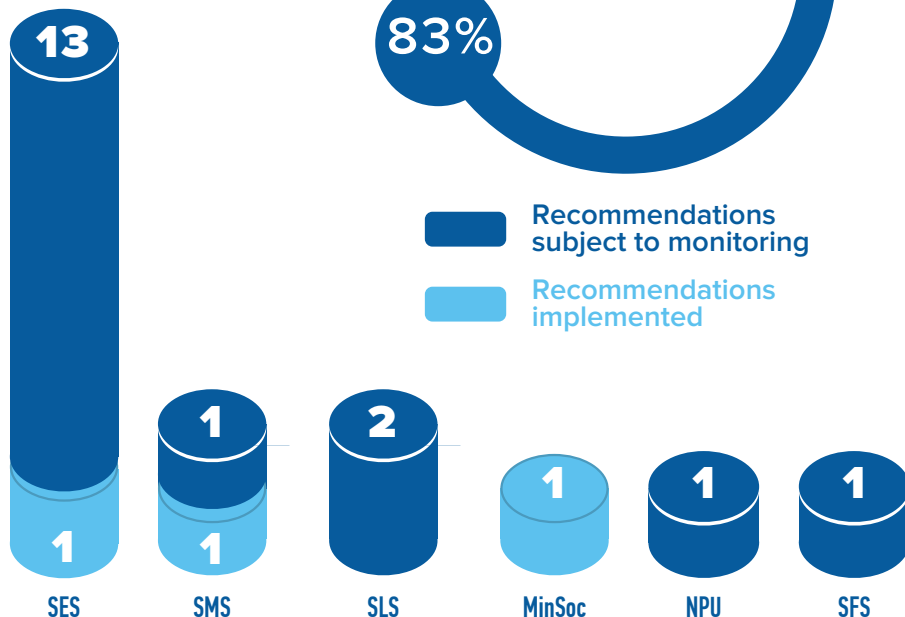 83%
Recommendations
subject to monitoring
Recommendations
implemented
13
1
1
1
2
1
1
1
SES
SMS
SLS
MinSoc
NPU
SFS